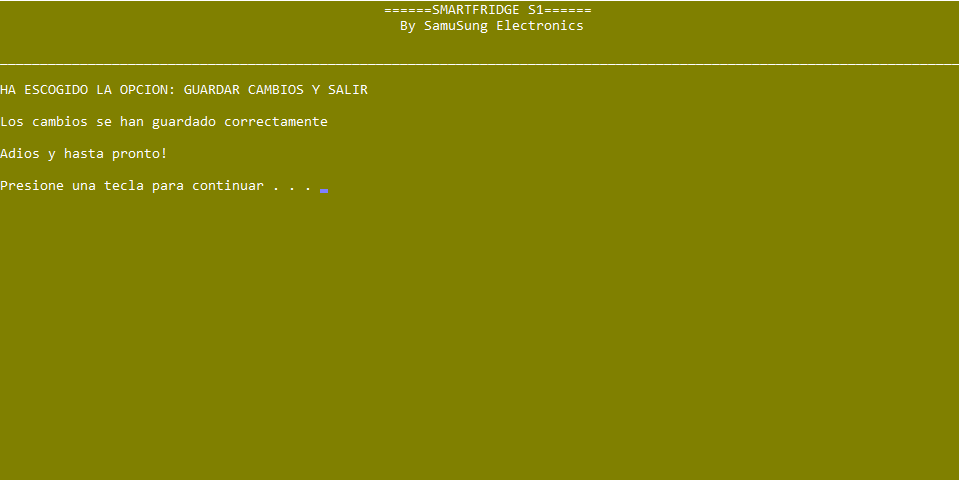 ======SMARTFRIDGE S1======
By SamuSung Electronics
HA ESCOGIDO LA OPCION: GUARDAR CAMBIOS Y SALIR
Los cambios se han guardado correctamente
Adios y hasta pronto!
Presione una tecla para continuar . . .